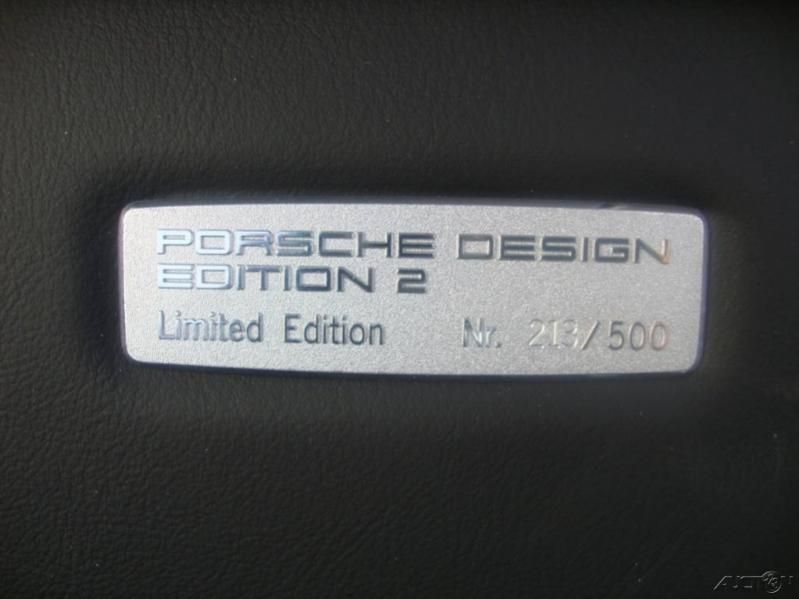 PORSCHE DESIGN
EDITION 2
Limited Edition Nr. 213/500